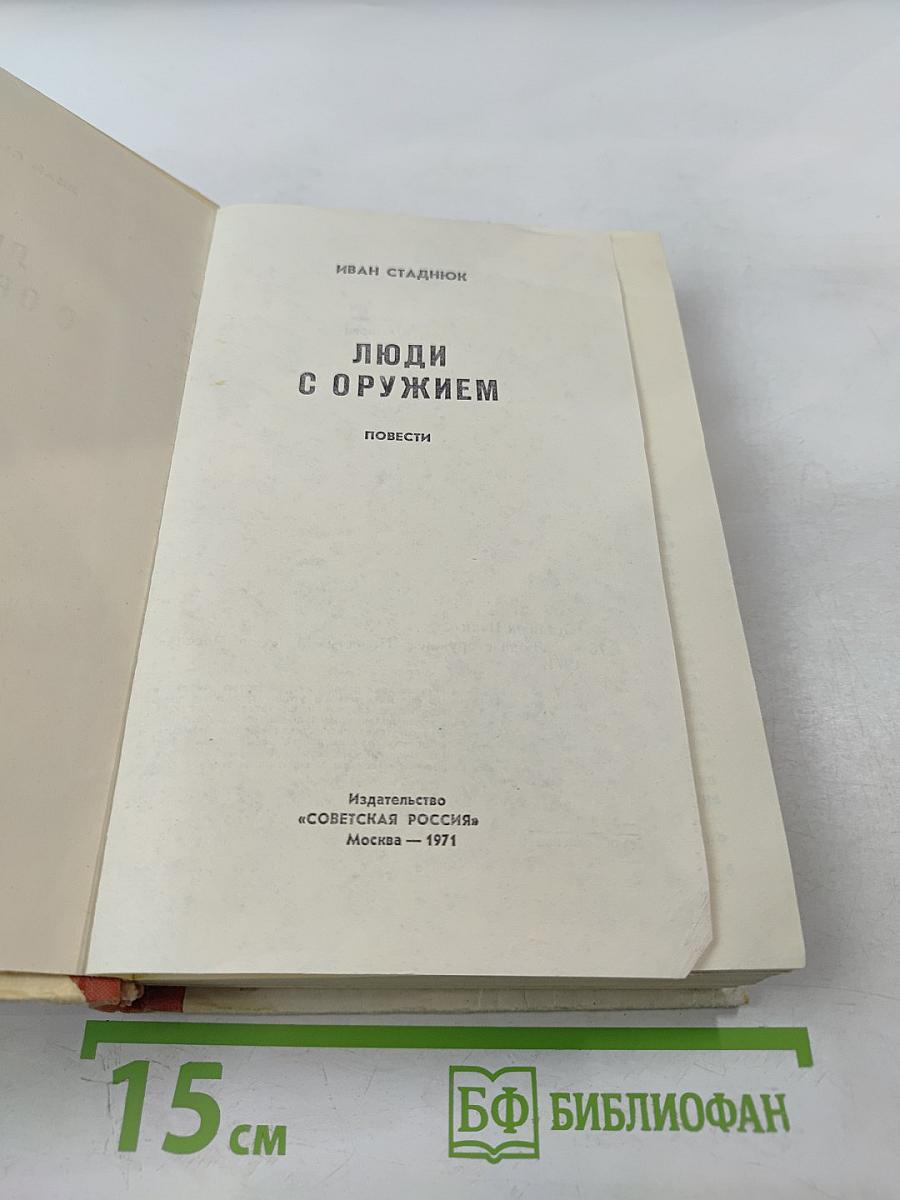 ИВАН СТАДНЮК
ЛЮДИ
С ОРУЖИЕМ
ПОВЕСТИ
Издательство
«СОВЕТСКАЯ РОССИЯ»
Москва — 1971
15 см
БФ БИБЛИОФАН